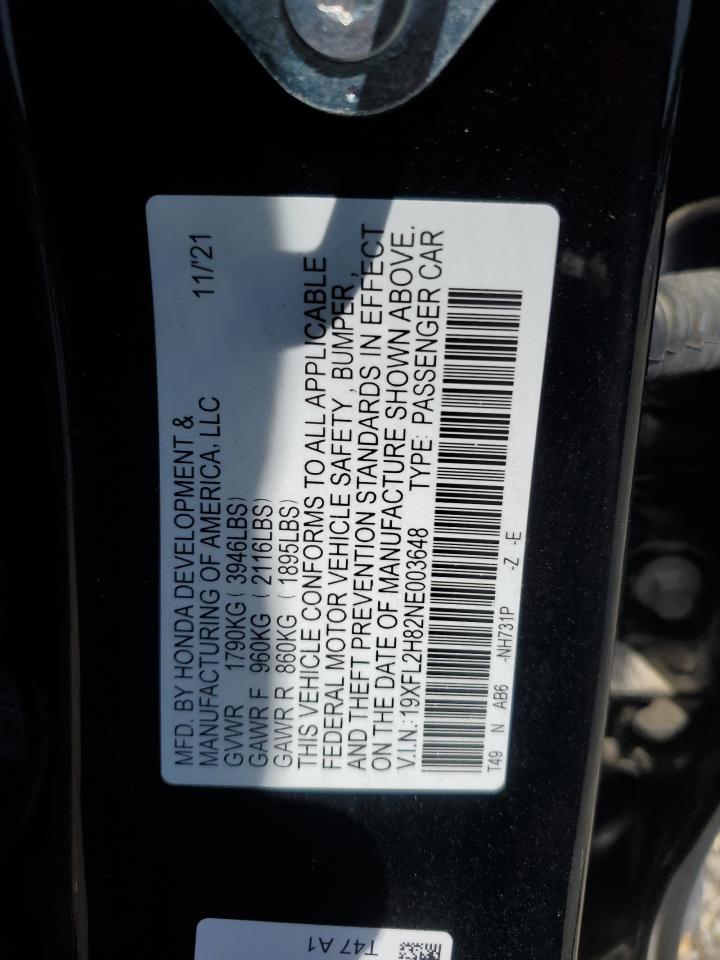 MFD. BY HONDA DEVELOPMENT &
MANUFACTURING OF AMERICA, LLC 11/'21
GVWR 1790KG ( 3946LBS)
GAWR F 960KG ( 2116LBS)
GAWR R 860KG ( 1895LBS)
THIS VEHICLE CONFORMS TO ALL APPLICABLE
FEDERAL MOTOR VEHICLE SAFETY, BUMPER,
AND THEFT PREVENTION STANDARDS IN EFFECT
ON THE DATE OF MANUFACTURE SHOWN ABOVE.
V.I.N.: 19XFL2H82NE003648 TYPE: PASSENGER CAR
T49 N AB6 -NH731P -Z -E
T47 A1